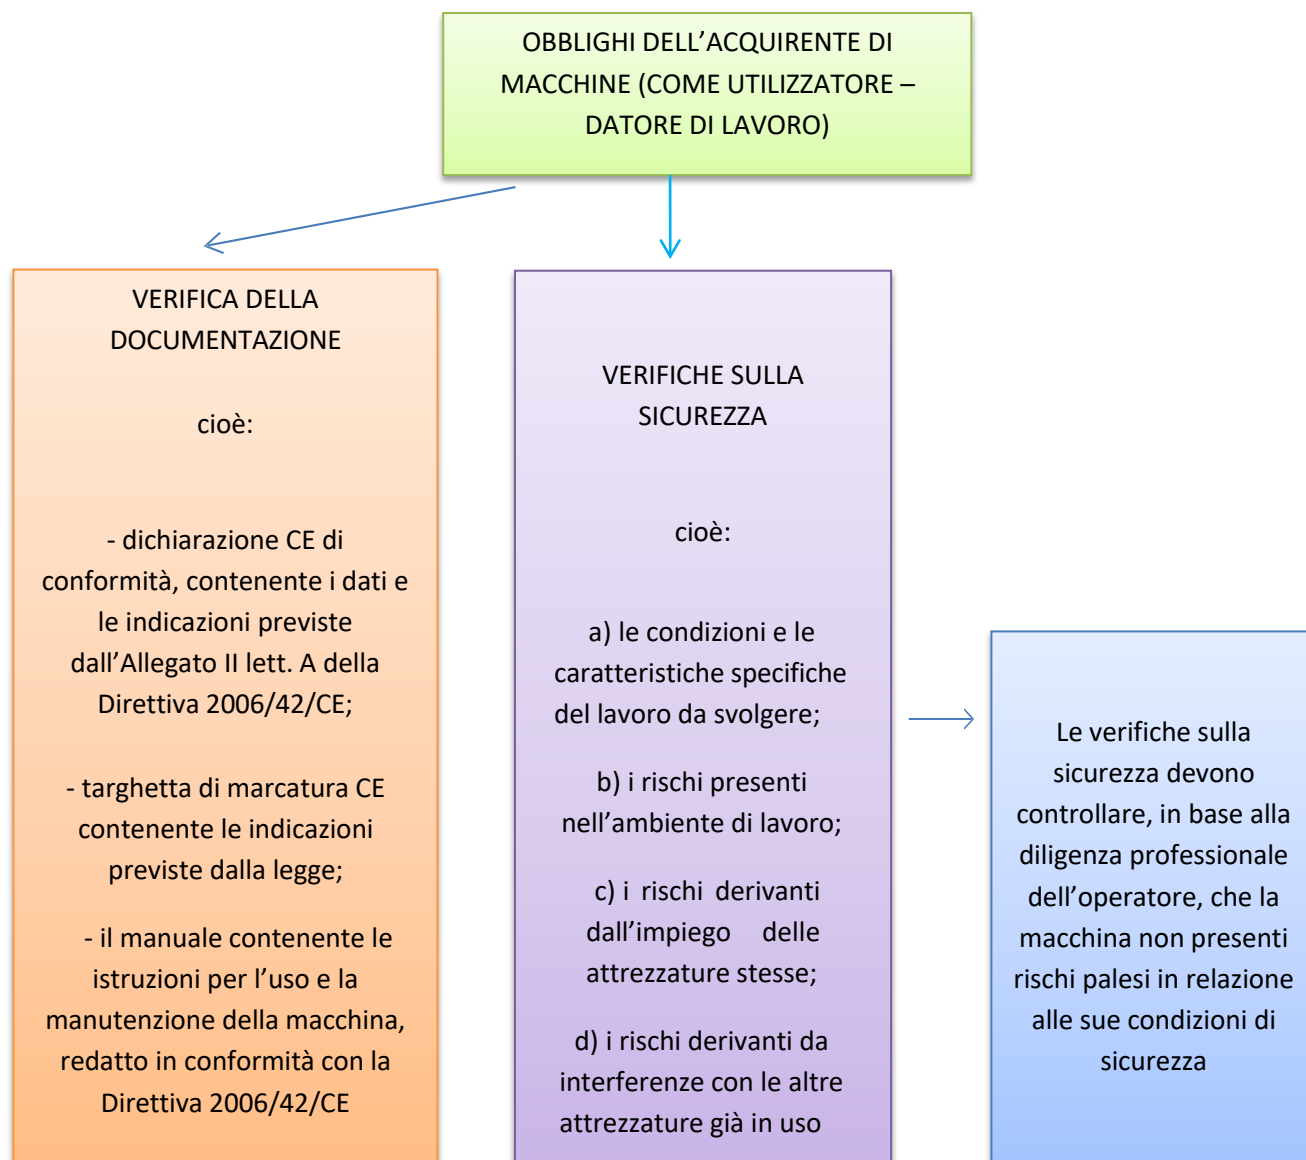 OBBLIGHI DELL’ACQUIRENTE DI
MACCHINE (COME UTILIZZATORE –
DATORE DI LAVORO)
VERIFICA DELLA
DOCUMENTAZIONE
cioè:
- dichiarazione CE di
conformità, contenente i dati e
le indicazioni previste
dall’Allegato II lett. A della
Direttiva 2006/42/CE;
- targhetta di marcatura CE
contenente le indicazioni
previste dalla legge;
- il manuale contenente le
istruzioni per l’uso e la
manutenzione della macchina,
redatto in conformità con la
Direttiva 2006/42/CE
VERIFICHE SULLA
SICUREZZA
cioè:
a) le condizioni e le
caratteristiche specifiche
del lavoro da svolgere;
b) i rischi presenti
nell’ambiente di lavoro;
c) i rischi derivanti
dall’impiego delle
attrezzature stesse;
d) i rischi derivanti da
interferenze con le altre
attrezzature già in uso
Le verifiche sulla
sicurezza devono
controllare, in base alla
diligenza professionale
dell’operatore, che la
macchina non presenti
rischi palesi in relazione
alle sue condizioni di
sicurezza